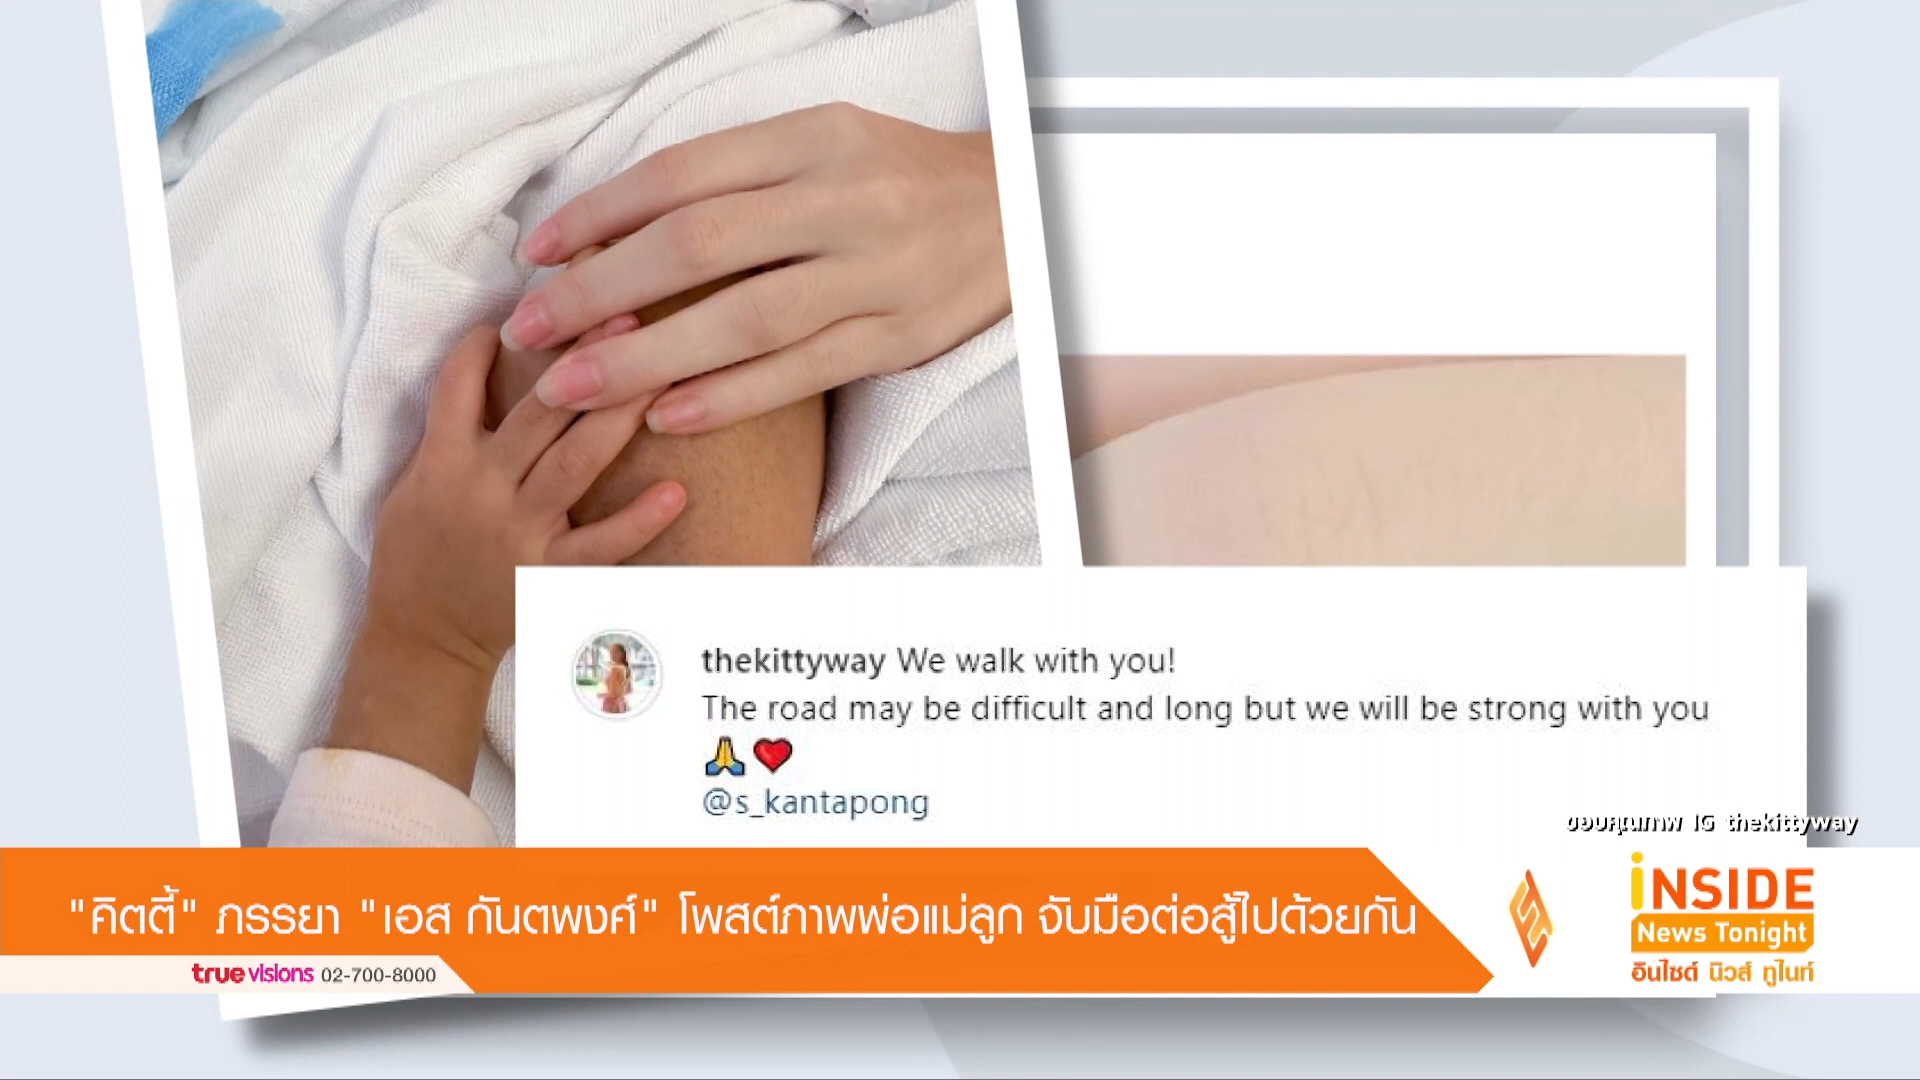 thekittyway We walk with you!
The road may be difficult and long but we will be strong with you
🙏❤️
@s_kantapong
ขอบคุณภาพ IG thekittyway
"คิตตี้" ภรรยา "เอส กันตพงศ์" โพสต์ภาพพ่อแม่ลูก จับมือต่อสู้ไปด้วยกัน
truevisions 02-700-8000
iNSIDE
News Tonight
อินไซด์ นิวส์ ทูไนท์